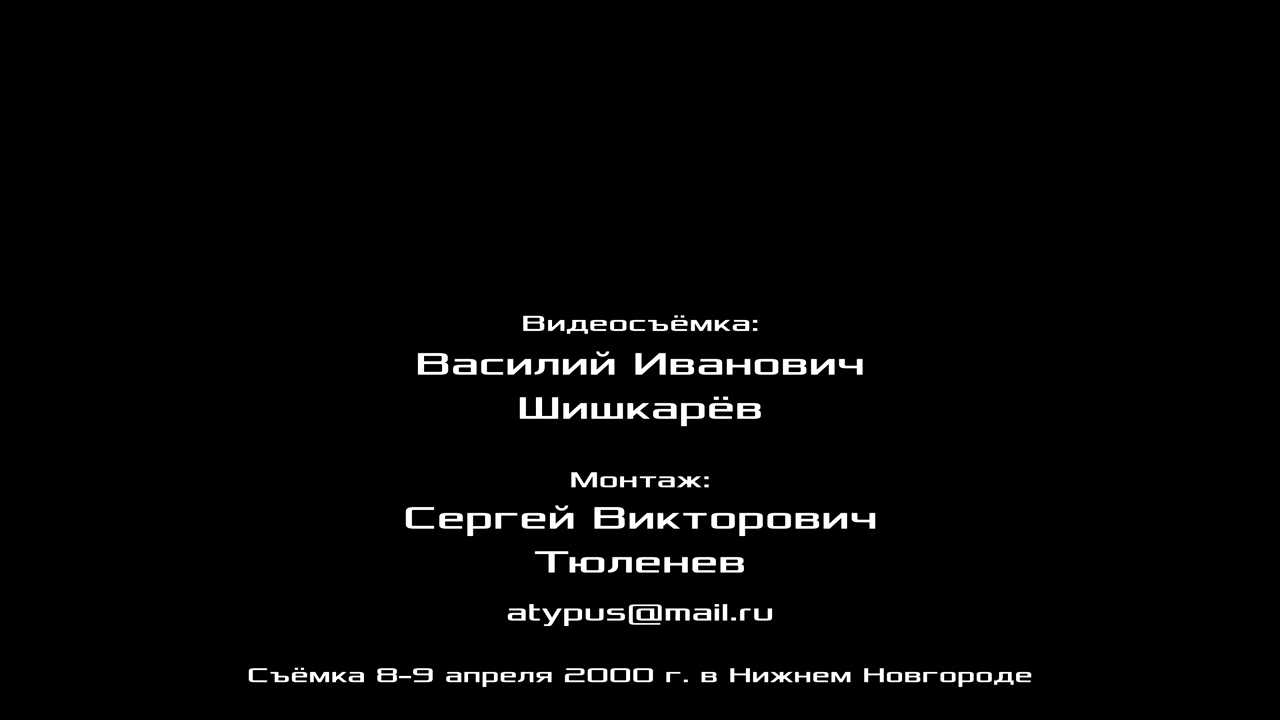 Видеосъёмка:
Василий Иванович
Шишкарёв
Монтаж:
Сергей Викторович
Тюленев
atypus@mail.ru
Съёмка 8-9 апреля 2000 г. в Нижнем Новгороде